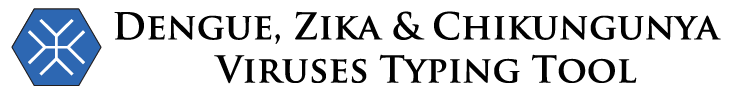 Dengue, Zika & Chikungunya
Viruses Typing Tool